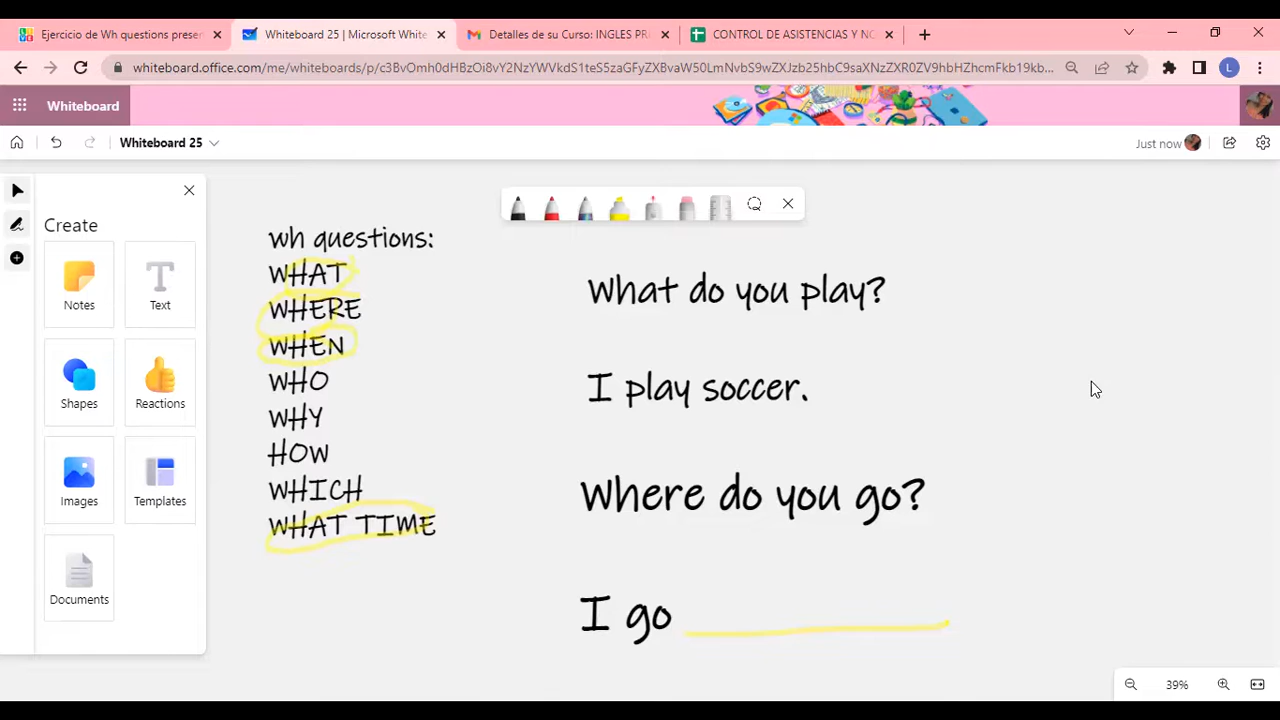 Ejercicio de Wh questions preser
Whiteboard 25 | Microsoft White
Detalles de su Curso: INGLES PR
CONTROL DE ASISTENCIAS Y NO
Whiteboard
Whiteboard 25
Just now
Create
Notes
Text
Shapes
Reactions
Images
Templates
Documents
wh questions:
WHAT
WHERE
WHEN
WHO
WHY
HOW
WHICH
WHAT TIME
What do you play?
I play soccer.
Where do you go?
I go
39%